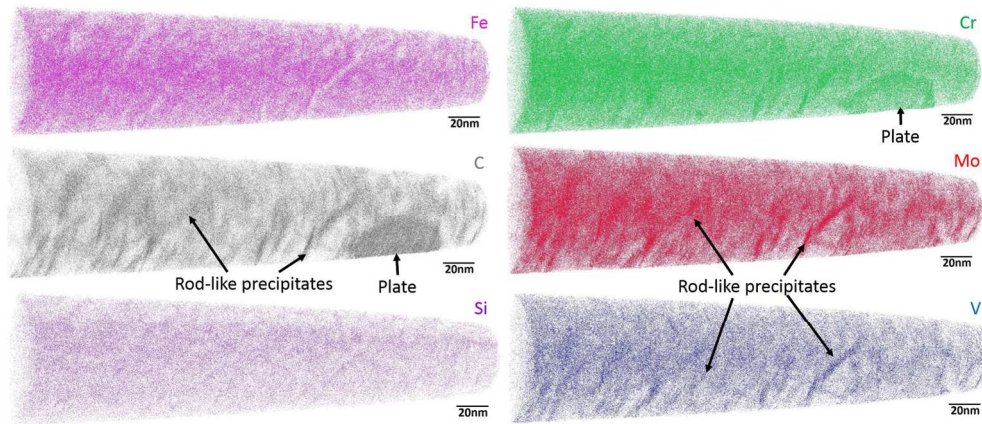 Fe
20nm
Cr
20nm
Plate
C
20nm
Rod-like precipitates
Plate
Mo
20nm
Rod-like precipitates
Si
20nm
V
20nm